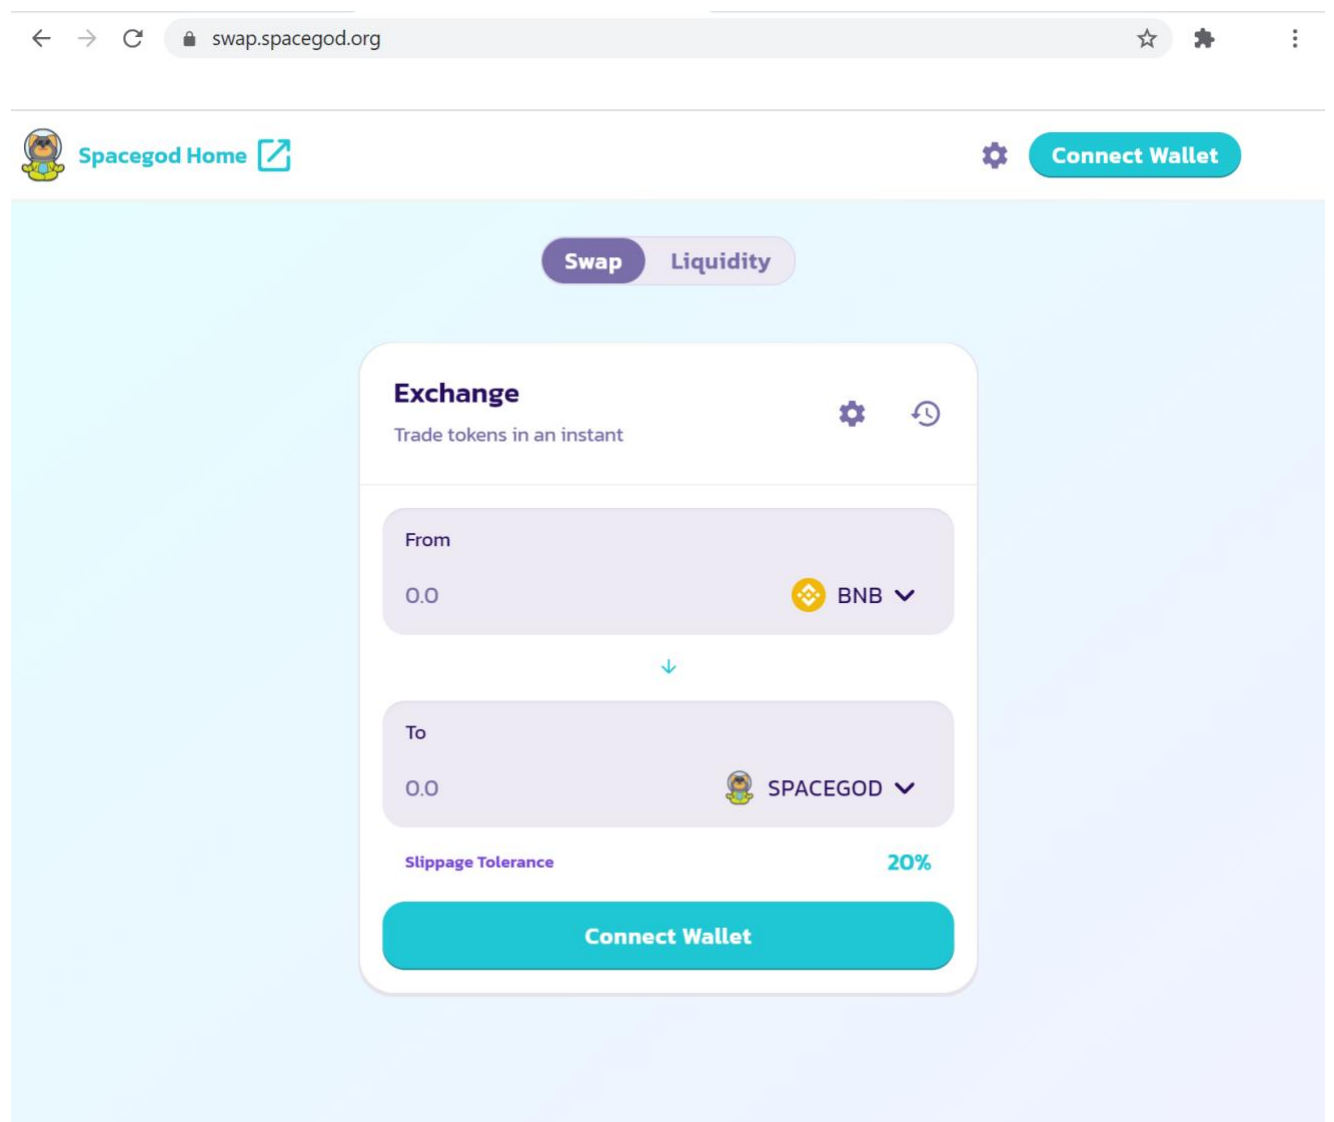 swap.spacegod.org
Spacegod Home
Connect Wallet
Swap Liquidity
Exchange
Trade tokens in an instant
From
0.0 BNB
To
0.0 SPACEGOD
Slippage Tolerance 20%
Connect Wallet